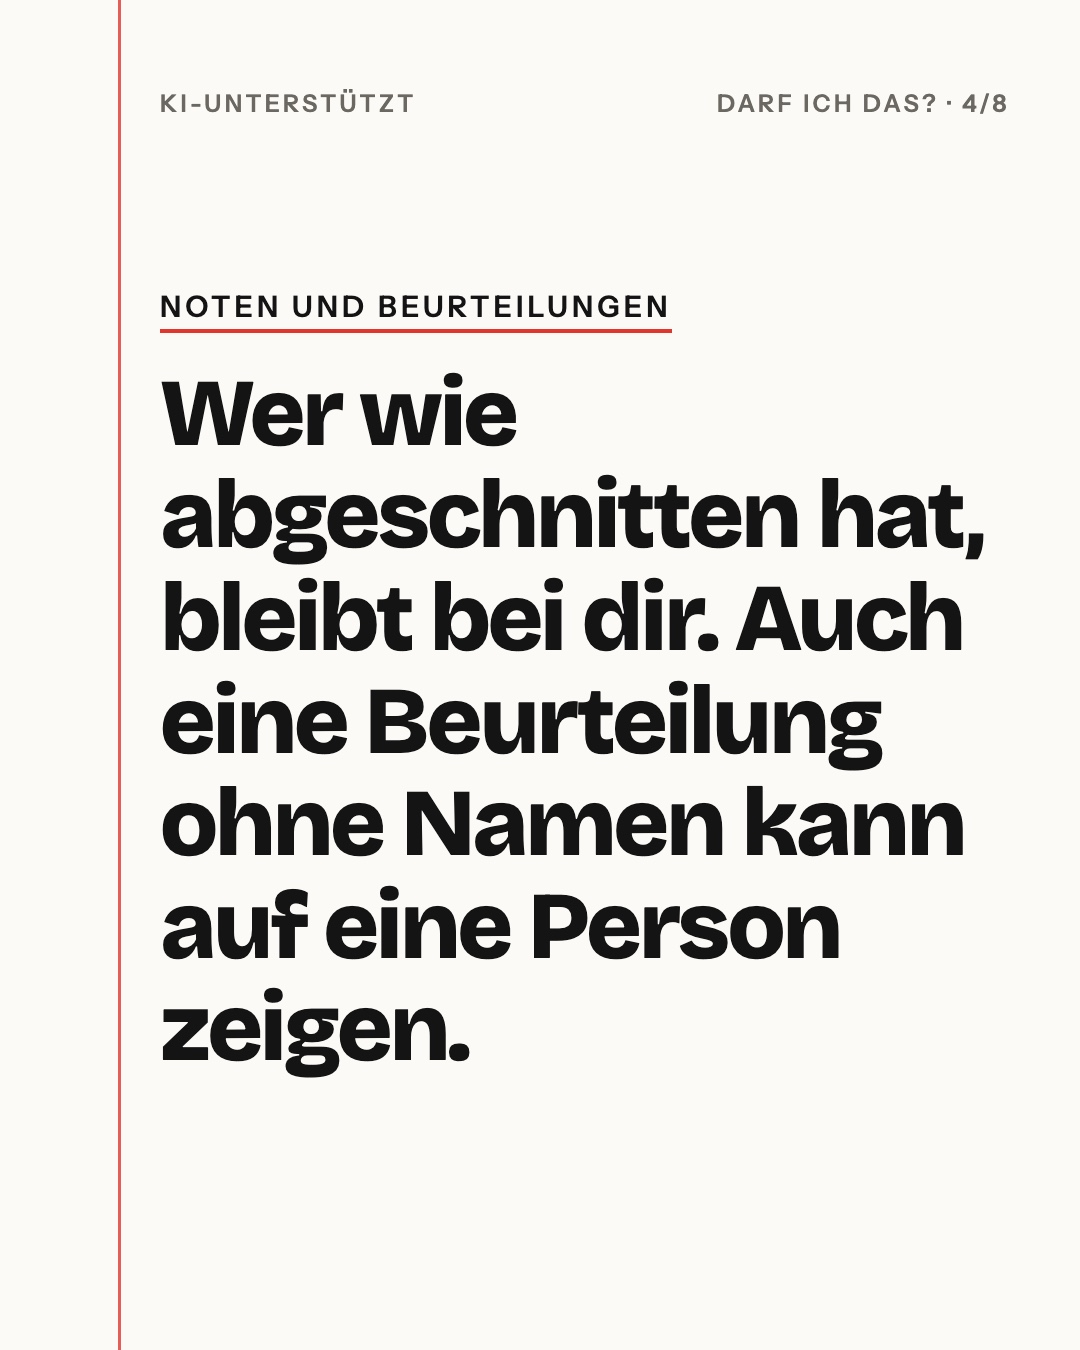 KI-UNTERSTÜTZT
DARF ICH DAS? · 4/8
NOTEN UND BEURTEILUNGEN
Wer wie
abgeschnitten hat,
bleibt bei dir. Auch
eine Beurteilung
ohne Namen kann
auf eine Person
zeigen.